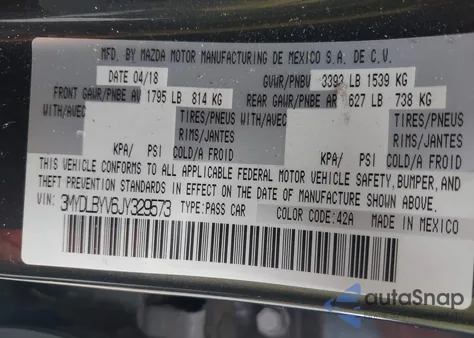 MFD. BY MAZDA MOTOR MANUFACTURING DE MEXICO S.A. DE C.V.
DATE 04/18 GVWR/PNBV 3393 LB 1539 KG
FRONT GAWR/PNBE AV 1795 LB 814 KG REAR GAWR/PNBE AR 627 LB 738 KG
WITH/AVEC TIRES/PNEUS WITH/AVEC TIRES/PNEUS
RIMS/JANTES RIMS/JANTES
KPA/ PSI COLD/A FROID KPA/ PSI COLD/A FROID
THIS VEHICLE CONFORMS TO ALL APPLICABLE FEDERAL MOTOR VEHICLE SAFETY, BUMPER, AND
THEFT PREVENTION STANDARDS IN EFFECT ON THE DATE OF MANUFACTURE SHOWN ABOVE.
VIN: 3MYDLBYV6JY329573 TYPE:PASS CAR COLOR CODE:42A MADE IN MEXICO
autoSnap